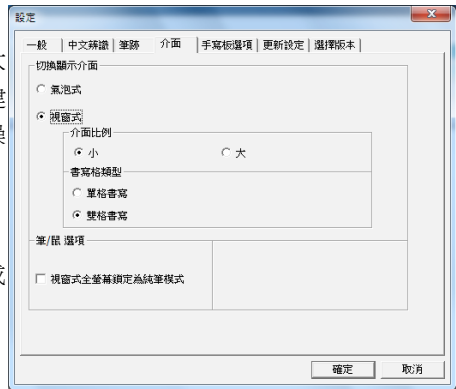 設定
一般 中文辨識 筆跡 介面 手寫板選項 更新設定 選擇版本
切換顯示介面
氣泡式
視窗式
介面比例
小 大
書寫格類型
單格書寫
雙格書寫
筆/鼠 選項
視窗式全螢幕鎖定為純筆模式
確定 取消